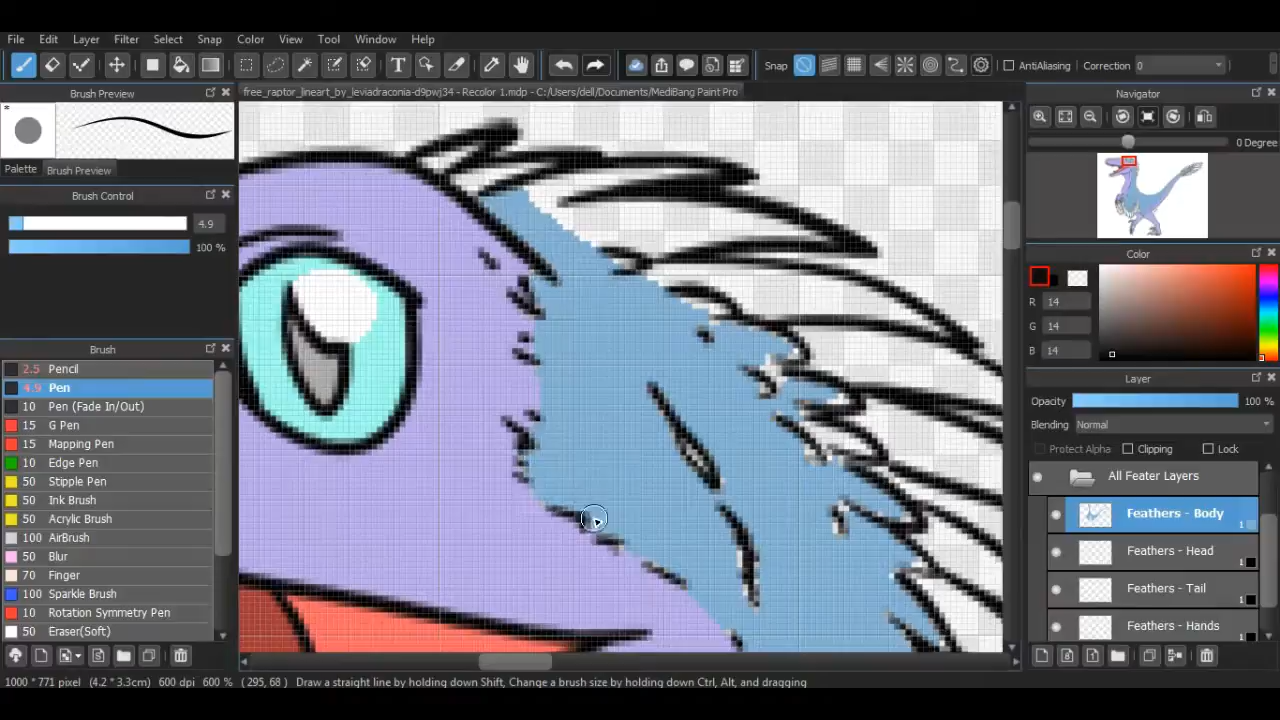 File Edit Layer Filter Select Snap Color View Tool Window Help
Snap AntiAliasing Correction 0
Brush Preview
free_raptor_lineart_by_leviadraconia-d9pwj34 - Recolor 1.mdp - C:/Users/dell/Documents/MediBang Paint Pro
Navigator
*
Palette Brush Preview
0 Degree
Brush Control
4.9
100 %
Color
R 14
G 14
B 14
Brush
2.5 Pencil
4.9 Pen
10 Pen (Fade In/Out)
15 G Pen
15 Mapping Pen
10 Edge Pen
50 Stipple Pen
50 Ink Brush
50 Acrylic Brush
100 AirBrush
50 Blur
70 Finger
100 Sparkle Brush
10 Rotation Symmetry Pen
50 Eraser(Soft)
Layer
Opacity 100 %
Blending Normal
Protect Alpha Clipping Lock
All Feater Layers
Feathers - Body
1
Feathers - Head
1
Feathers - Tail
1
Feathers - Hands
1
1000 * 771 pixel (4.2 * 3.3cm) 600 dpi 600 % ( 295, 68 ) Draw a straight line by holding down Shift, Change a brush size by holding down Ctrl, Alt, and dragging